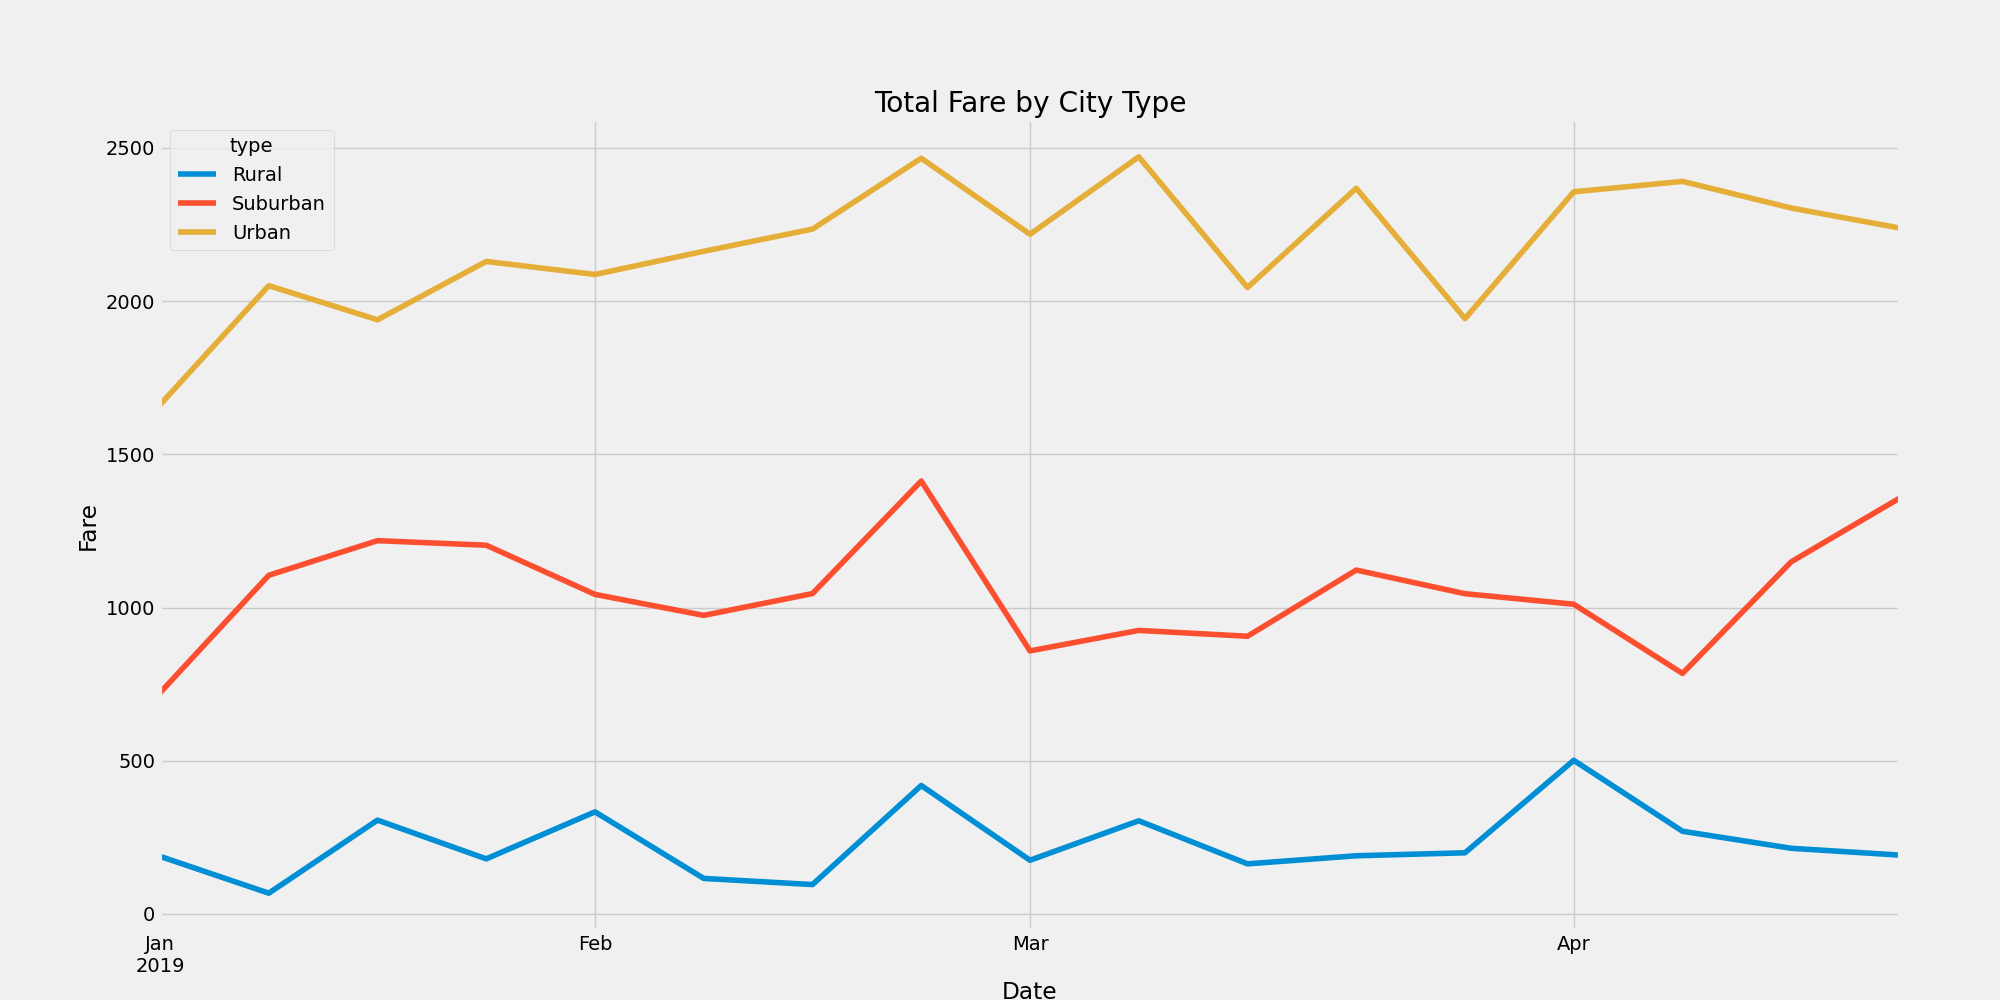 Total Fare by City Type
2500
2000
1500
1000
500
0
Fare
type
Rural
Suburban
Urban
Jan
2019
Feb
Mar
Apr
Date